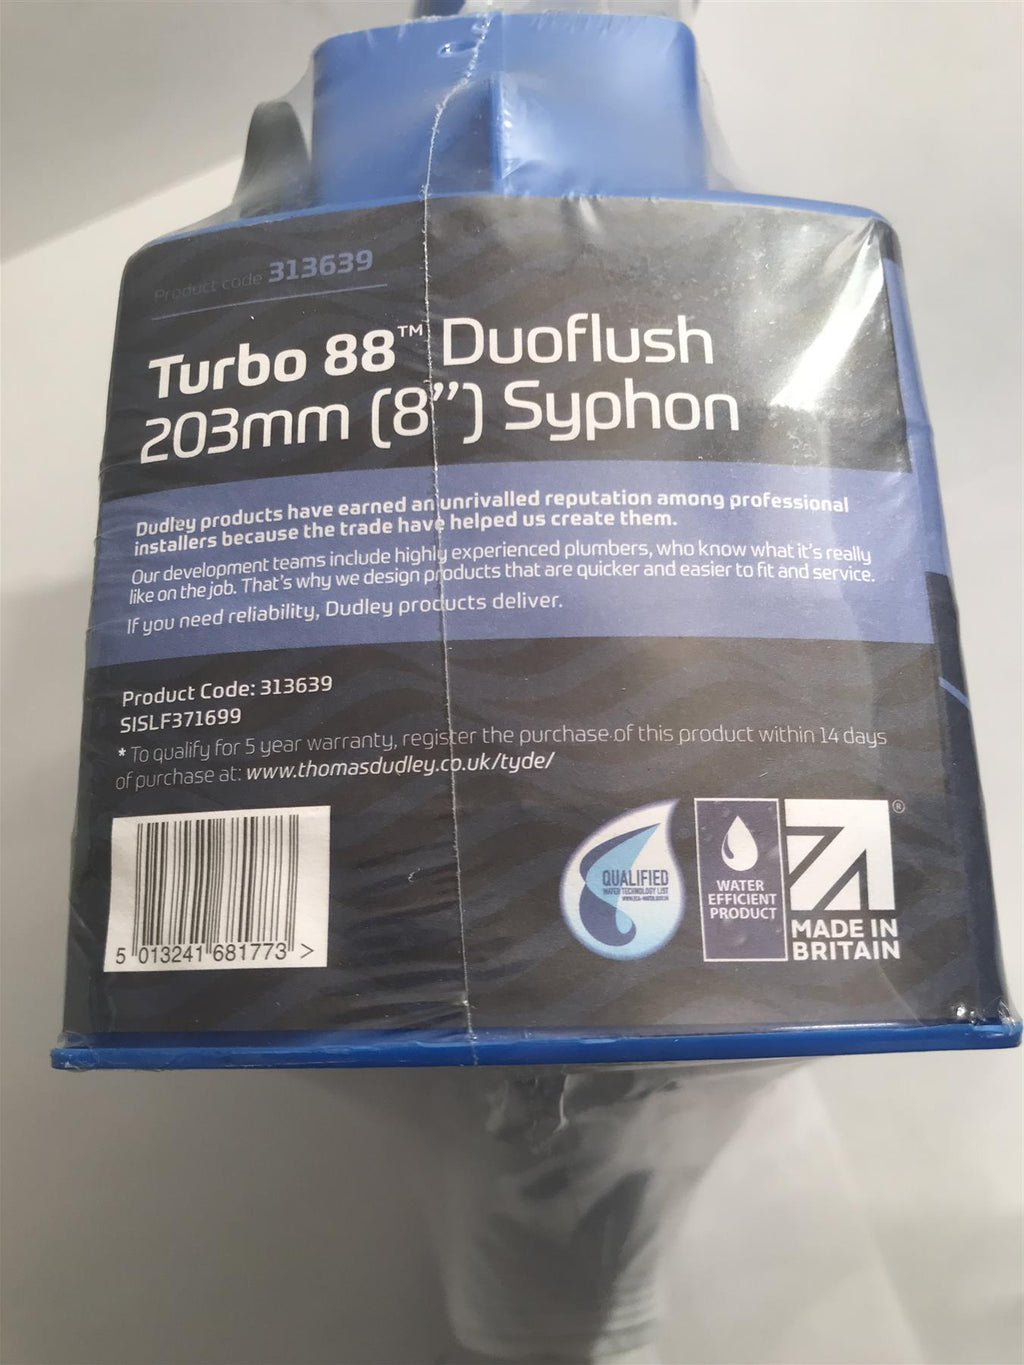 Product code 313639
Turbo 88™ Duoflush
203mm (8”) Syphon
Dudley products have earned an unrivalled reputation among professional
installers because the trade have helped us create them.
Our development teams include highly experienced plumbers, who know what it’s really
like on the job. That’s why we design products that are quicker and easier to fit and service.
If you need reliability, Dudley products deliver.
Product Code: 313639
SISLF371699
* To qualify for 5 year warranty, register the purchase of this product within 14 days
of purchase at: www.thomasdudley.co.uk/tyde/
5 013241 681773 >
QUALIFIED
WATER TECHNOLOGY LIST
WATER
EFFICIENT
PRODUCT
®
MADE IN
BRITAIN